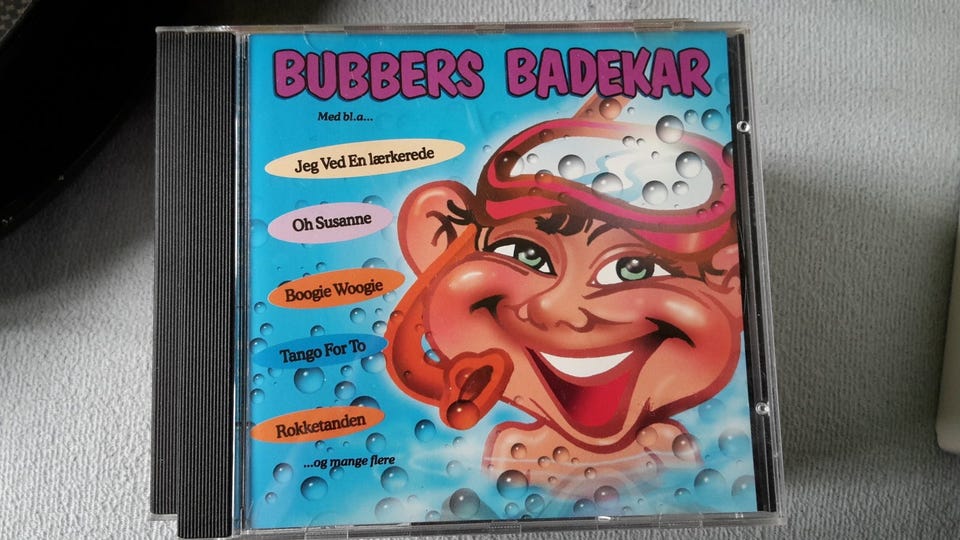 BUBBERS BADEKAR
Med bl.a...
Jeg Ved En lærkerede
Oh Susanne
Boogie Woogie
Tango For To
Rokketanden
...og mange flere